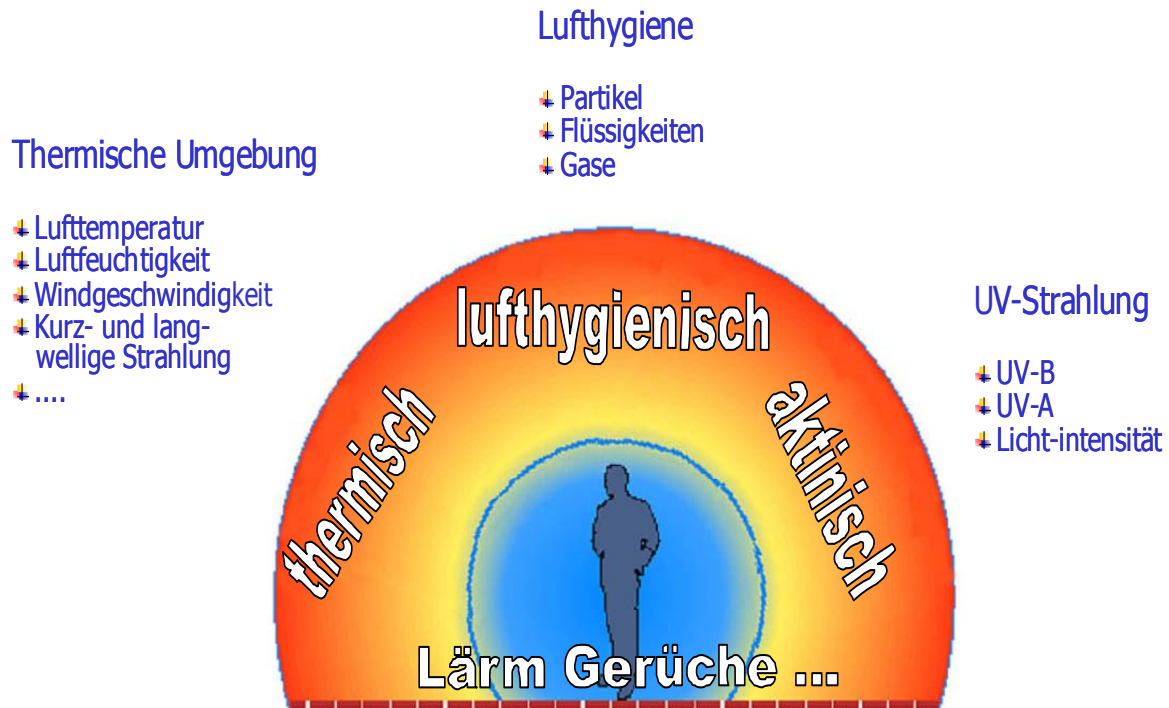 Lufthygiene
Partikel
Flüssigkeiten
Gase
Thermische Umgebung
Lufttemperatur
Luftfeuchtigkeit
Windgeschwindigkeit
Kurz- und lang-
wellige Strahlung
....
UV-Strahlung
UV-B
UV-A
Licht-intensität
thermisch
lufthygienisch
aktinisch
Lärm Gerüche ...